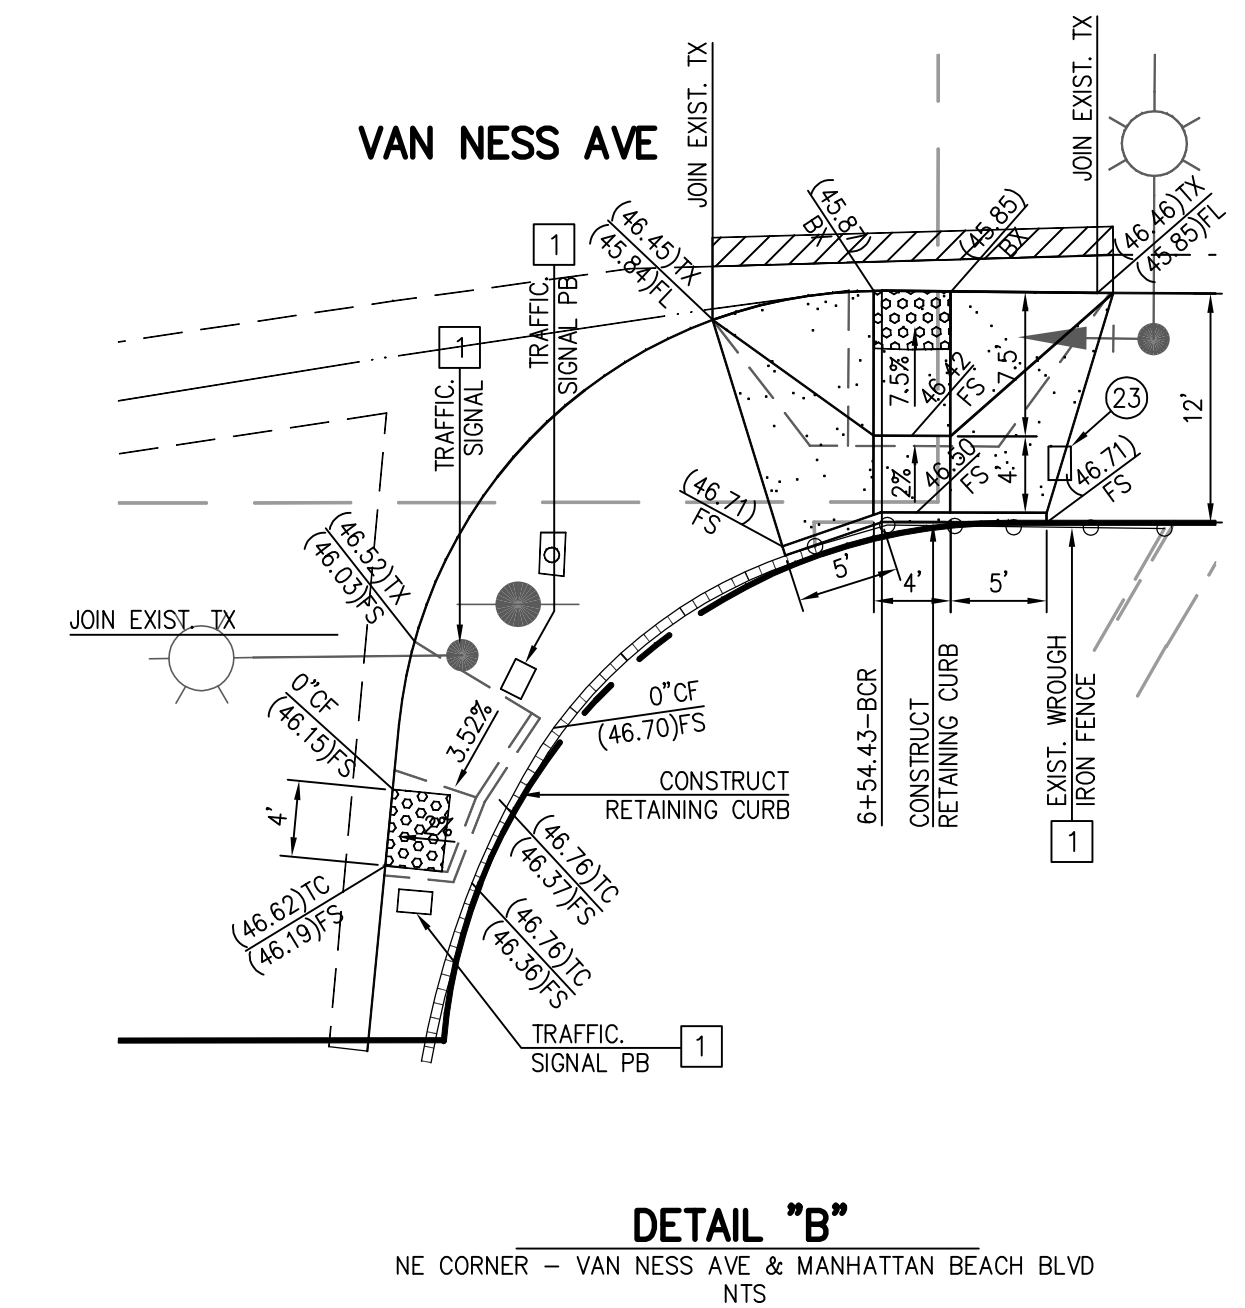 JOIN EXIST. TX
JOIN EXIST. TX
VAN NESS AVE
(46.45)TX
(45.84)FL
(45.87)
BX
(45.85)
BX
(46.46)TX
(45.85)FL
1
TRAFFIC.
SIGNAL PB
1
TRAFFIC.
SIGNAL
7.5%
46.42
FS
7.5'
23
12'
2%
46.50
FS
4'
(46.71)
FS
(46.71)
FS
(46.52)TX
(46.03)FS
JOIN EXIST. TX
5'
4'
5'
0"CF
(46.15)FS
3.52%
0"CF
(46.70)FS
6+54.43-BCR
CONSTRUCT
RETAINING CURB
EXIST. WROUGH
IRON FENCE
1
CONSTRUCT
RETAINING CURB
4'
2%
(46.76)TC
(46.37)FS
(46.62)TC
(46.19)FS
(46.76)TC
(46.36)FS
TRAFFIC.
SIGNAL PB
1
DETAIL "B"
NE CORNER - VAN NESS AVE & MANHATTAN BEACH BLVD
NTS